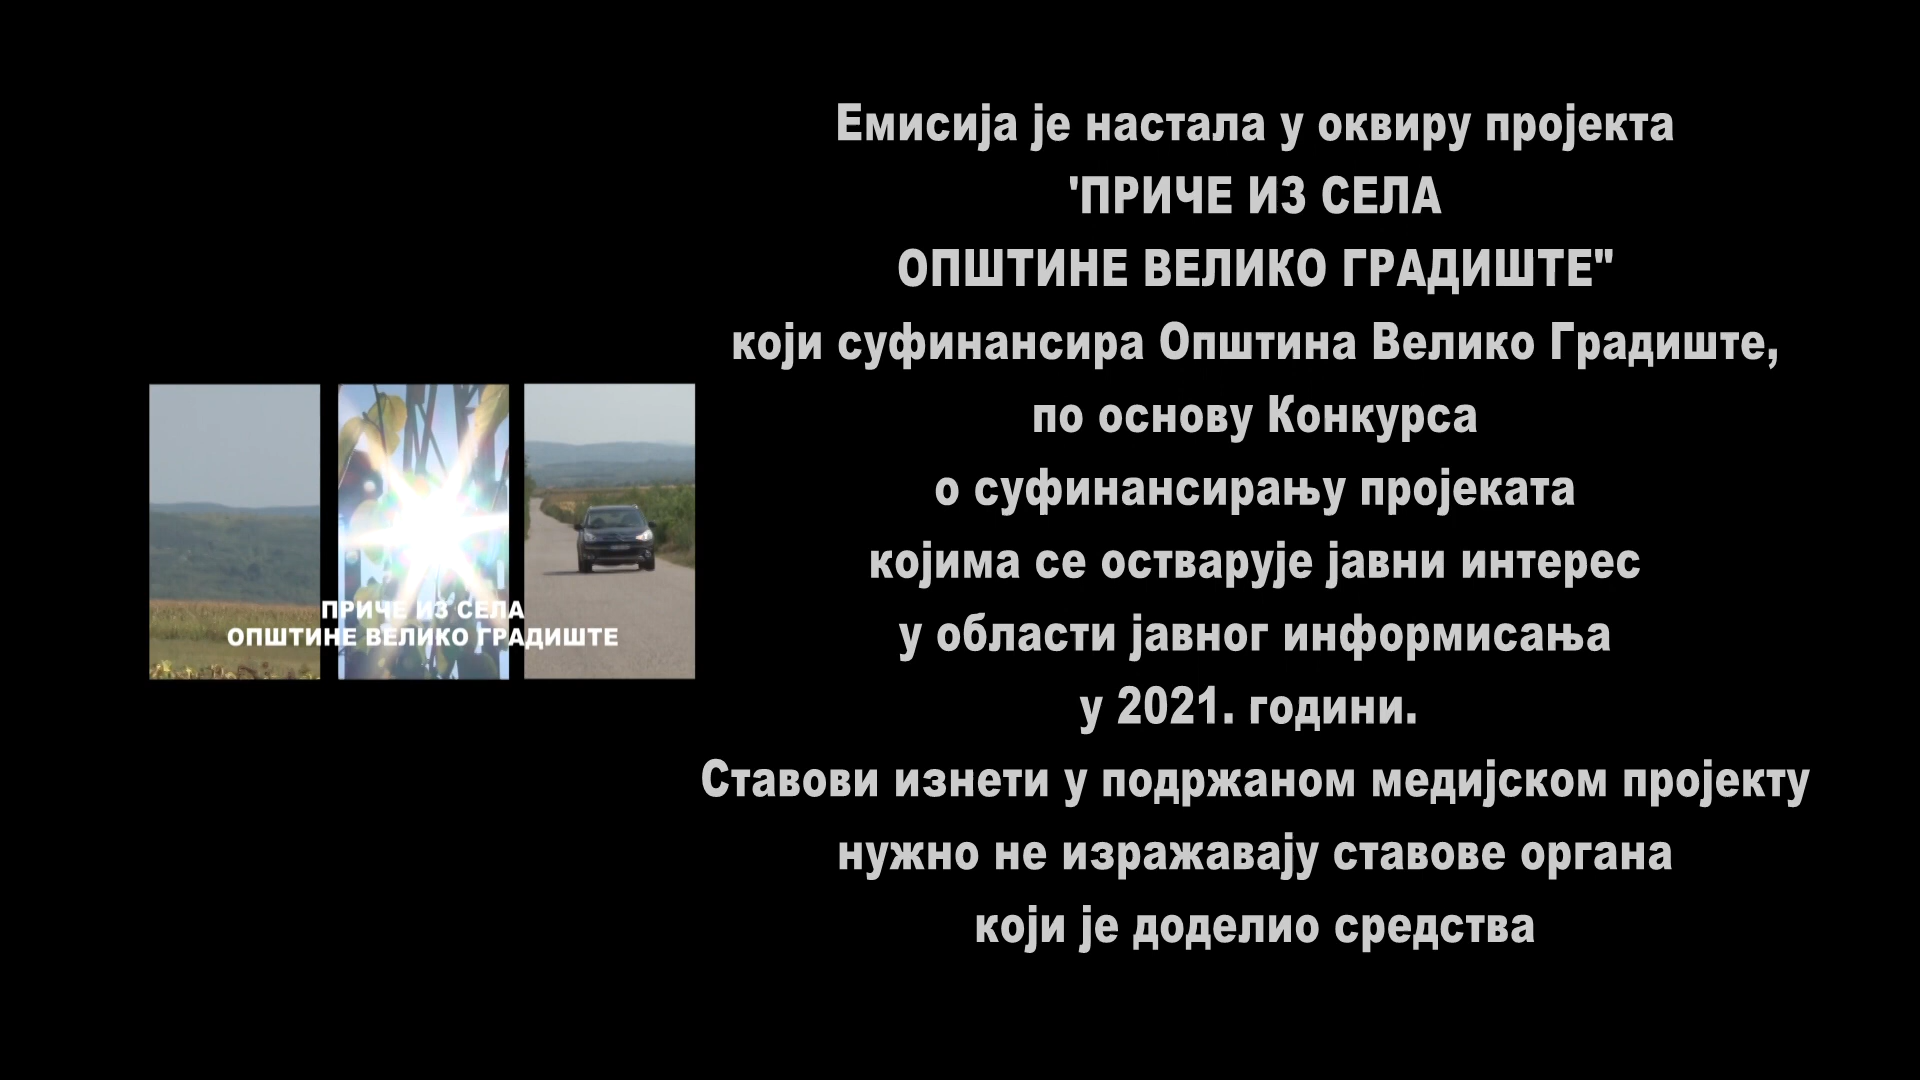 Емисија је настала у оквиру пројекта
'ПРИЧЕ ИЗ СЕЛА
ОПШТИНЕ ВЕЛИКО ГРАДИШТЕ"
који суфинансира Општина Велико Градиште,
по основу Конкурса
о суфинансирању пројеката
којима се остварује јавни интерес
у области јавног информисања
у 2021. години.
Ставови изнети у подржаном медијском пројекту
нужно не изражавају ставове органа
који је доделио средства
ПРИЧЕ ИЗ СЕЛА
ОПШТИНЕ ВЕЛИКО ГРАДИШТЕ